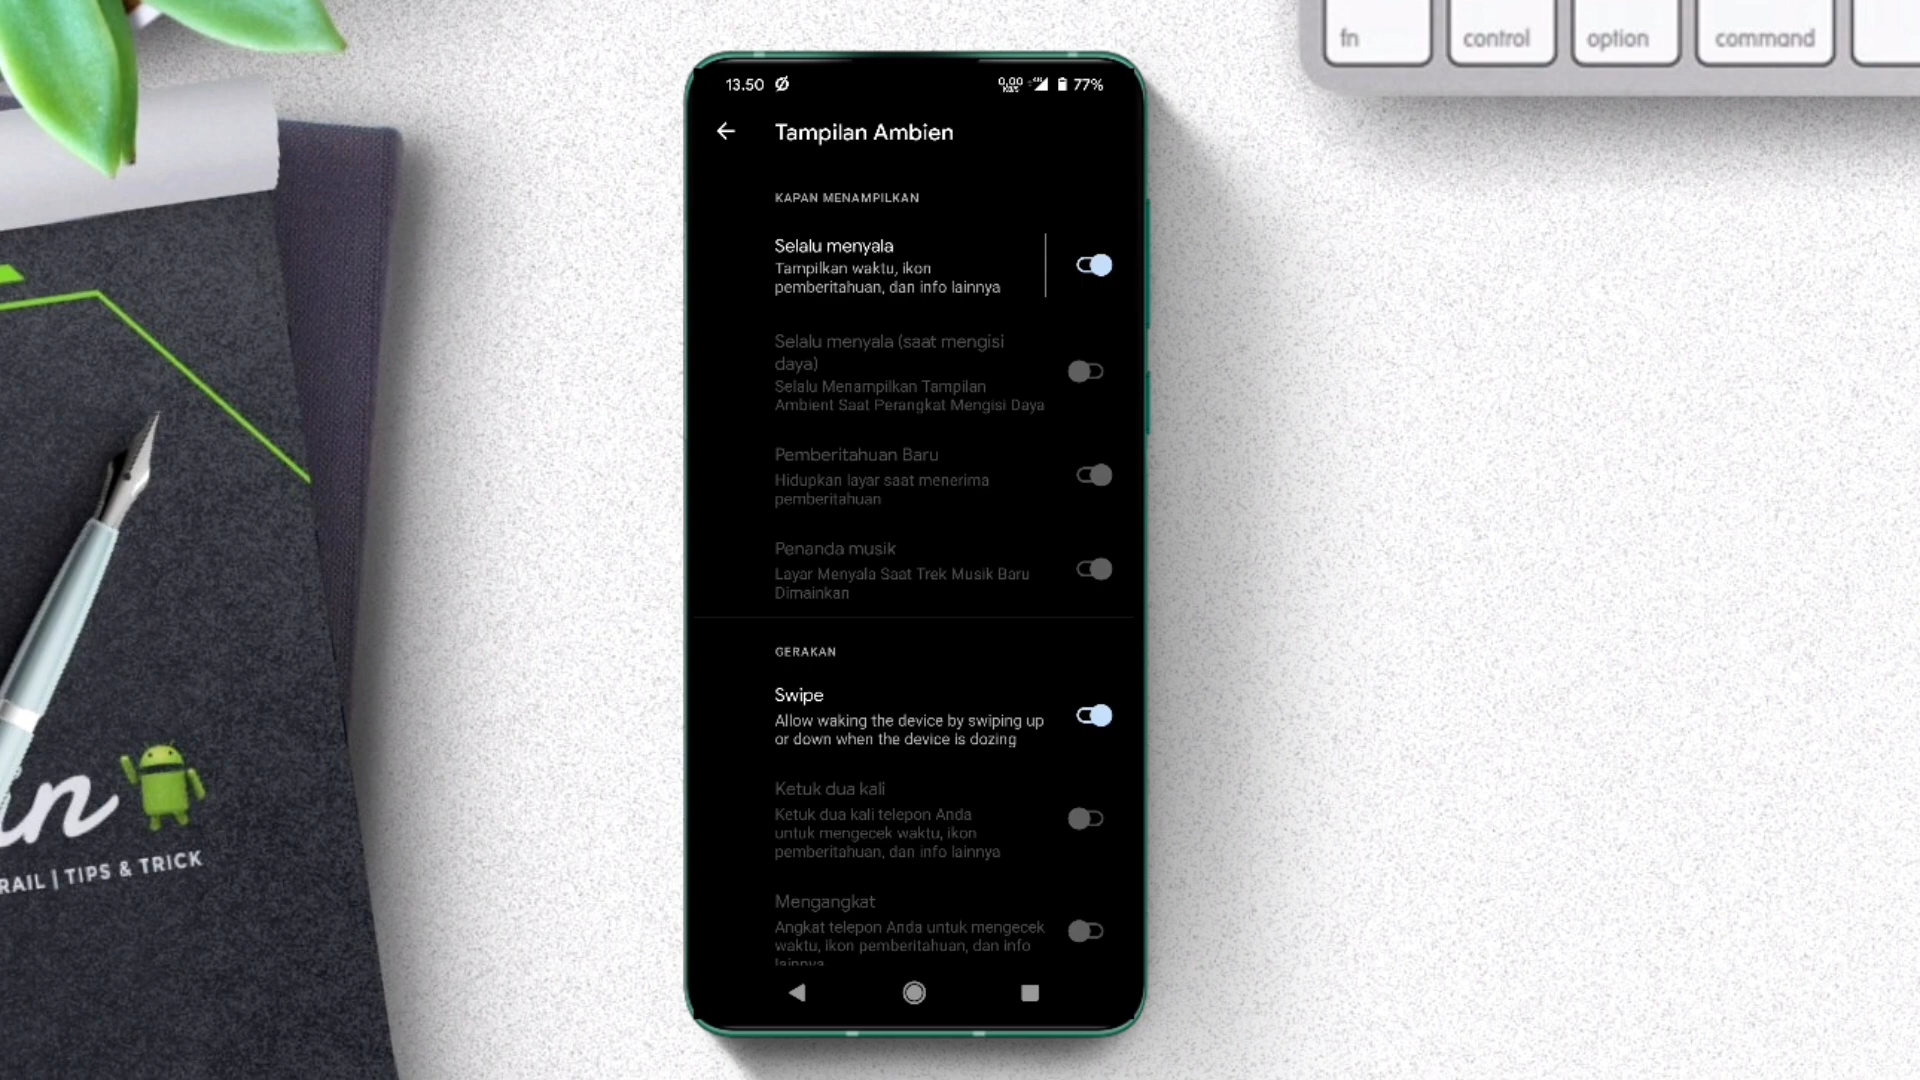 fn
control
option
command
13.50
0,00
KB/s
77%
Tampilan Ambien
KAPAN MENAMPILKAN
Selalu menyala
Tampilkan waktu, ikon
pemberitahuan, dan info lainnya
Selalu menyala (saat mengisi
daya)
Selalu Menampilkan Tampilan
Ambient Saat Perangkat Mengisi Daya
Pemberitahuan Baru
Hidupkan layar saat menerima
pemberitahuan
Penanda musik
Layar Menyala Saat Trek Musik Baru
Dimainkan
GERAKAN
Swipe
Allow waking the device by swiping up
or down when the device is dozing
Ketuk dua kali
Ketuk dua kali telepon Anda
untuk mengecek waktu, ikon
pemberitahuan, dan info lainnya
Mengangkat
Angkat telepon Anda untuk mengecek
waktu, ikon pemberitahuan, dan info
lainnya
in
RAIL | TIPS & TRICK